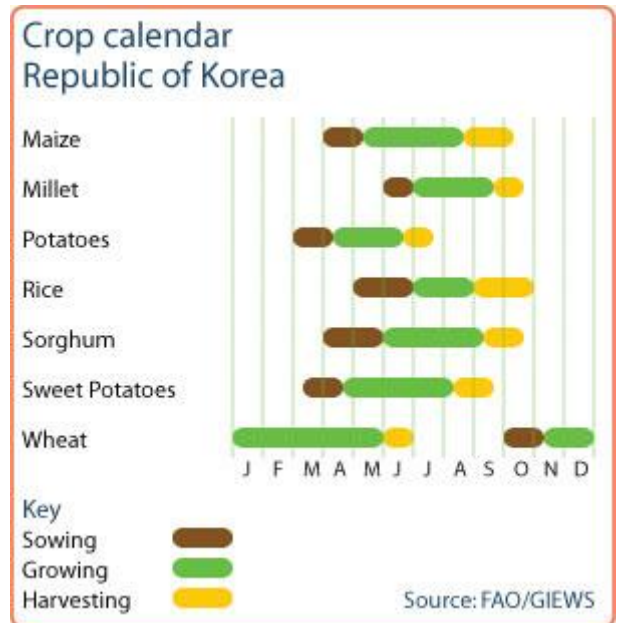 Crop calendar
Republic of Korea
Maize
Millet
Potatoes
Rice
Sorghum
Sweet Potatoes
Wheat
J F M A M J J A S O N D
Key
Sowing
Growing
Harvesting
Source: FAO/GIEWS